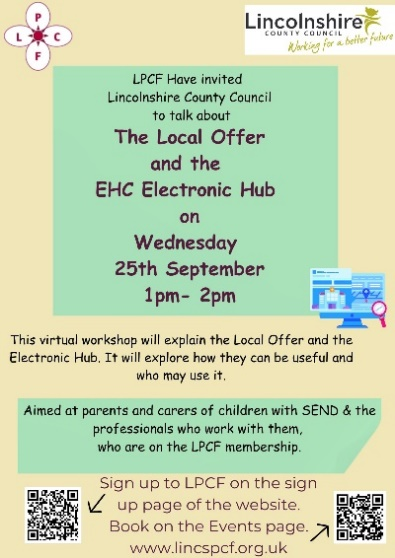 P
L C
F
Lincolnshire
COUNTY COUNCIL
Working for a better future
LPCF Have invited
Lincolnshire County Council
to talk about
The Local Offer
and the
EHC Electronic Hub
on
Wednesday
25th September
1pm- 2pm
This virtual workshop will explain the Local Offer and the
Electronic Hub. It will explore how they can be useful and
who may use it.
Aimed at parents and carers of children with SEND & the
professionals who work with them,
who are on the LPCF membership.
Sign up to LPCF on the sign
up page of the website.
Book on the Events page.
www.lincspcf.org.uk